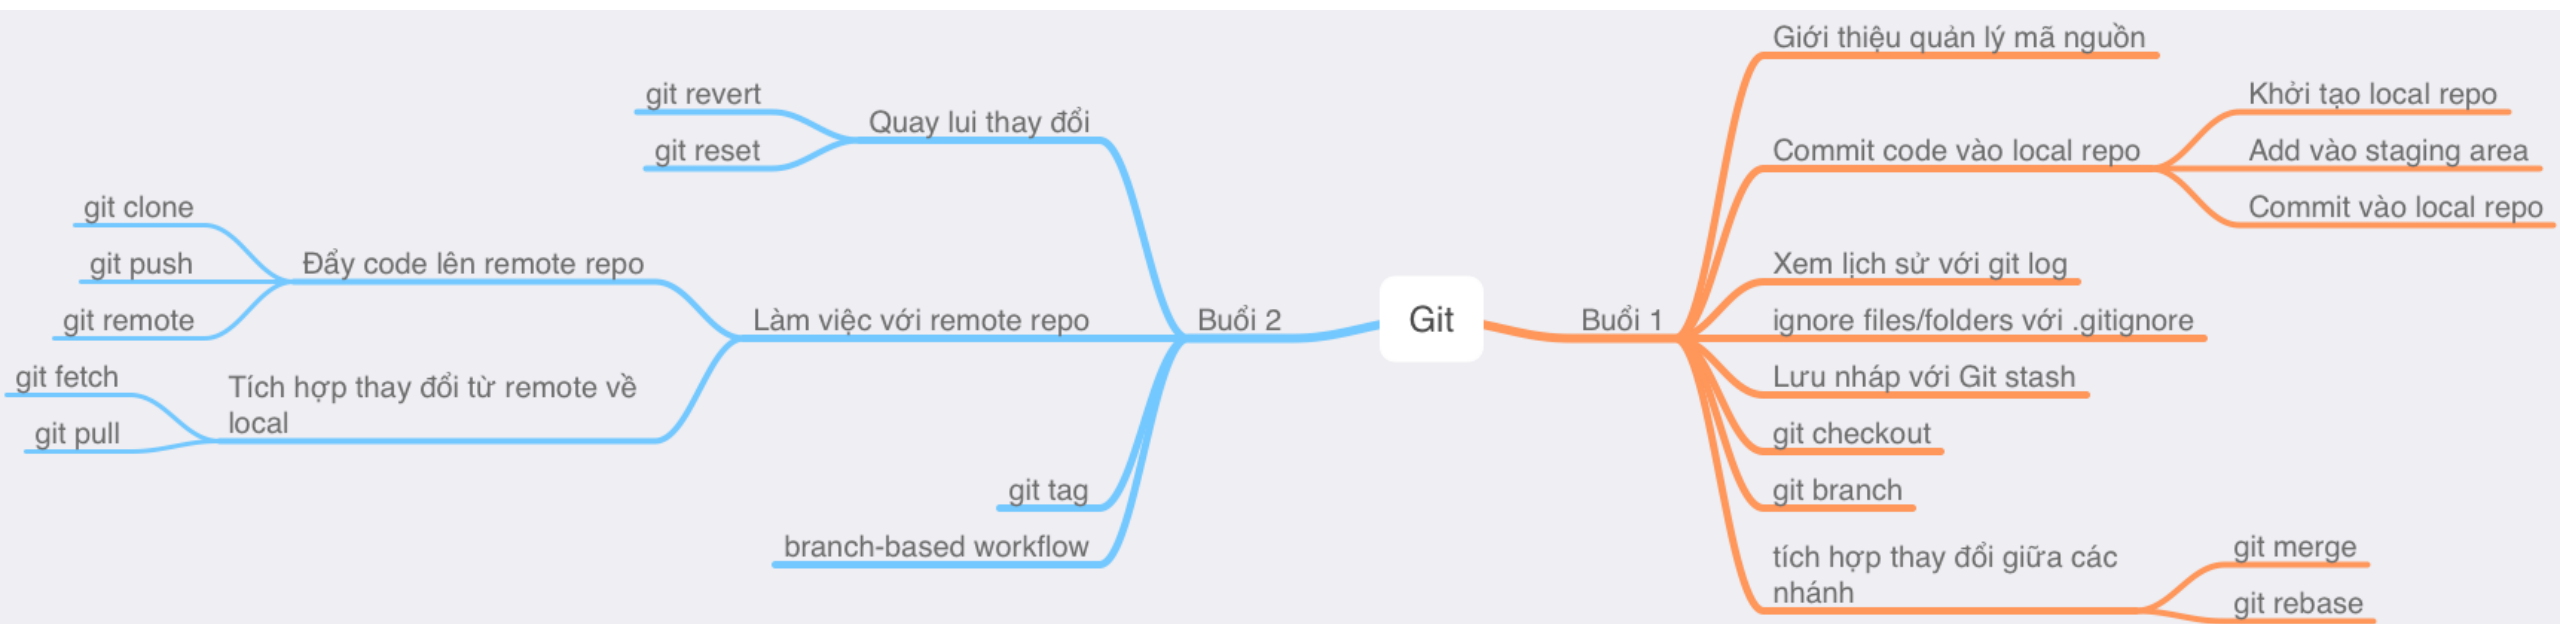 Git
Buổi 1
Giới thiệu quản lý mã nguồn
Commit code vào local repo
Khởi tạo local repo
Add vào staging area
Commit vào local repo
Xem lịch sử với git log
ignore files/folders với .gitignore
Lưu nháp với Git stash
git checkout
git branch
tích hợp thay đổi giữa các
nhánh
git merge
git rebase
Buổi 2
Quay lui thay đổi
git revert
git reset
Làm việc với remote repo
Đẩy code lên remote repo
git clone
git push
git remote
Tích hợp thay đổi từ remote về
local
git fetch
git pull
git tag
branch-based workflow